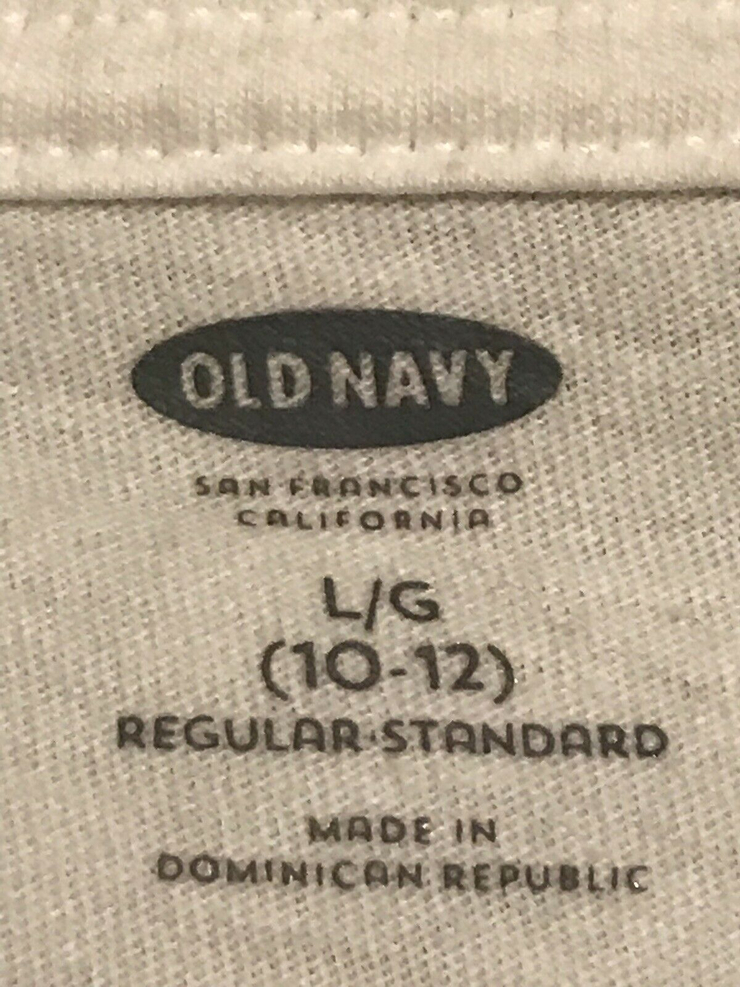 OLD NAVY
SAN FRANCISCO
CALIFORNIA
L/G
(10-12)
REGULAR·STANDARD
MADE IN
DOMINICAN REPUBLIC